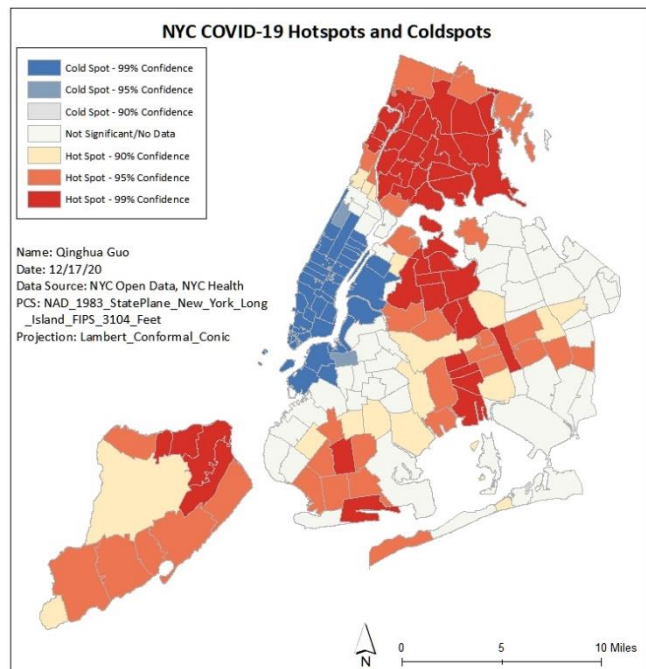 NYC COVID-19 Hotspots and Coldspots
Cold Spot - 99% Confidence
Cold Spot - 95% Confidence
Cold Spot - 90% Confidence
Not Significant/No Data
Hot Spot - 90% Confidence
Hot Spot - 95% Confidence
Hot Spot - 99% Confidence
Name: Qinghua Guo
Date: 12/17/20
Data Source: NYC Open Data, NYC Health
PCS: NAD_1983_StatePlane_New_York_Long
_Island_FIPS_3104_Feet
Projection: Lambert_Conformal_Conic
N
0 5 10 Miles